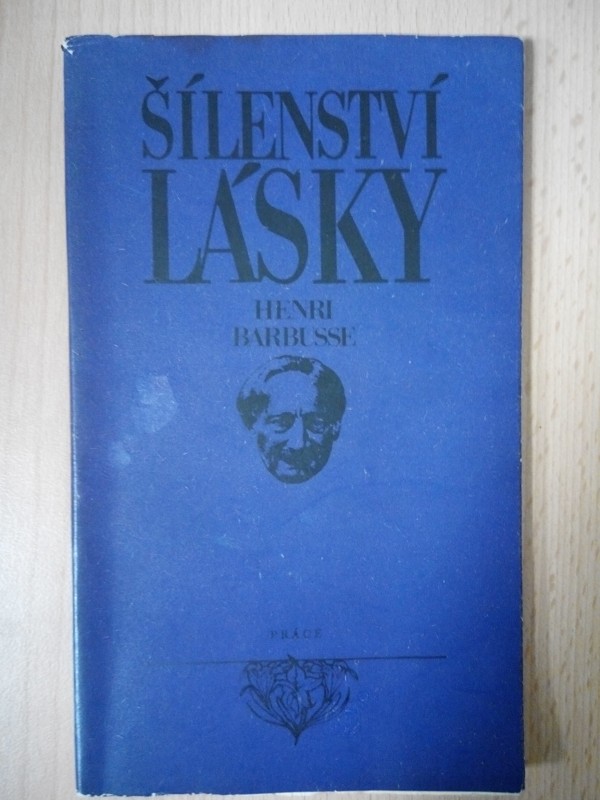 ŠÍLENSTVÍ
LÁSKY
HENRI
BARBUSSE
PRÁCE